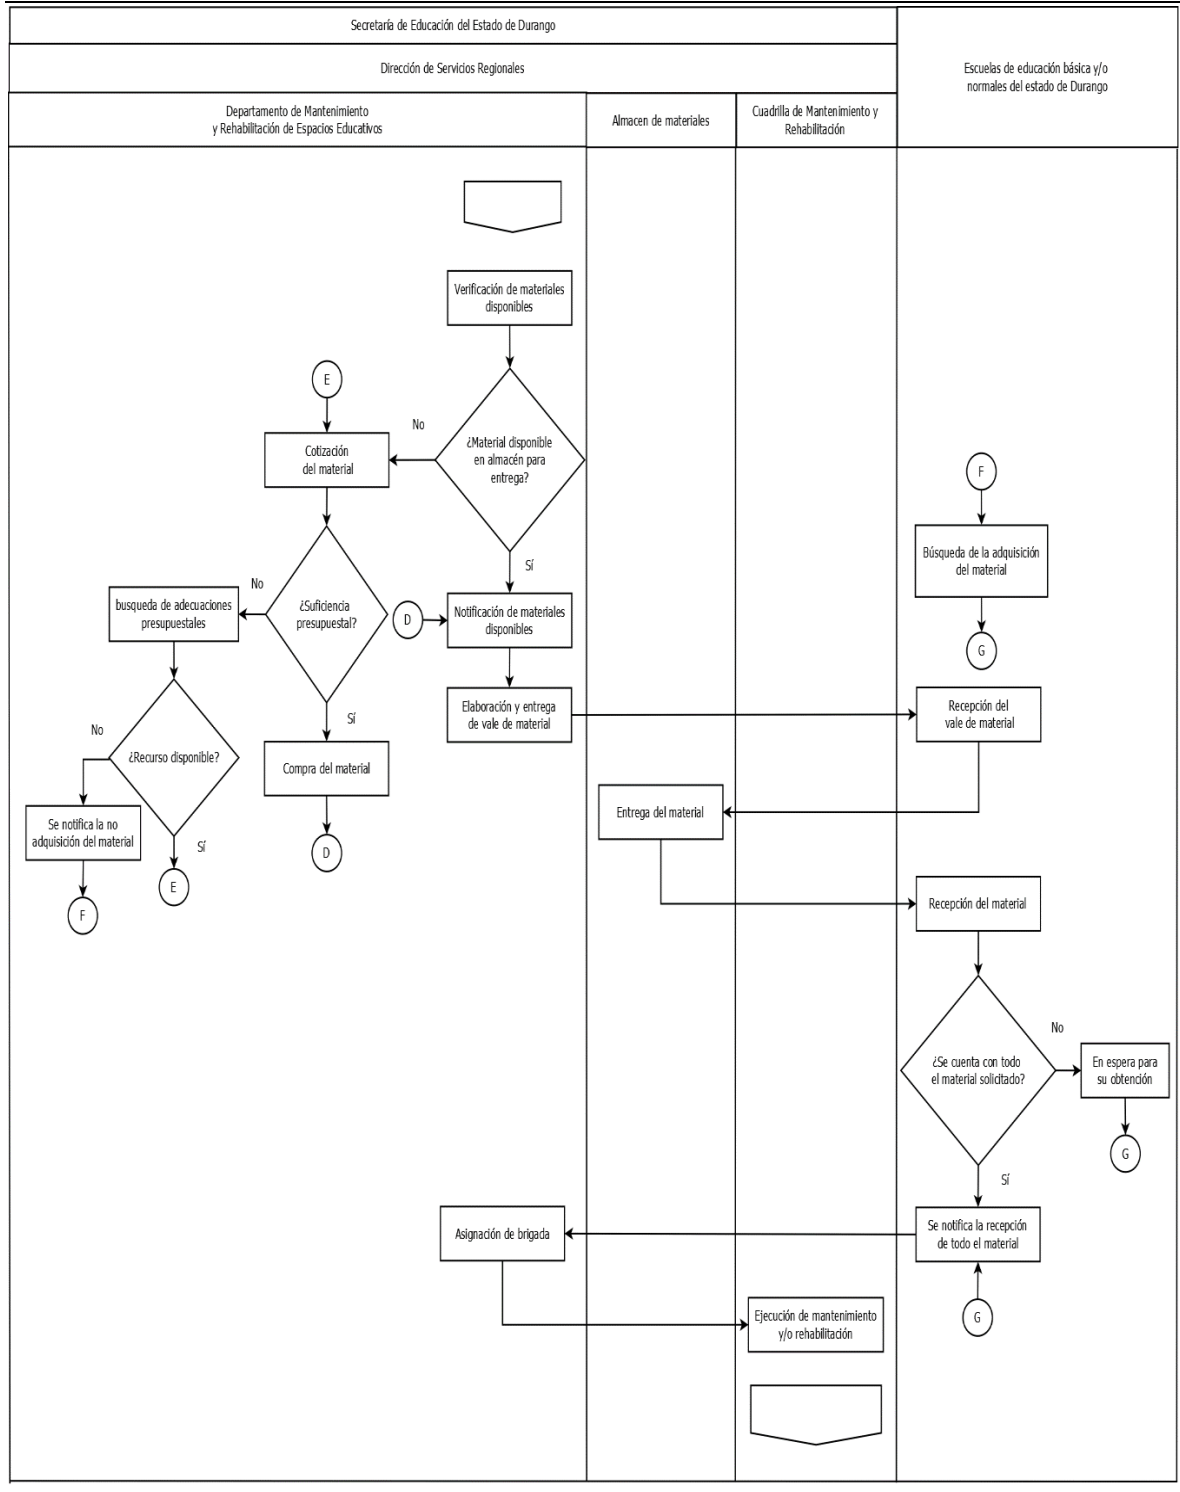 Secretaría de Educación del Estado de Durango
Dirección de Servicios Regionales
Escuelas de educación básica y/o
normales del estado de Durango
Departamento de Mantenimiento
y Rehabilitación de Espacios Educativos
Almacen de materiales
Cuadrilla de Mantenimiento y
Rehabilitación
Verificación de materiales
disponibles
E
No
¿Material disponible
en almacén para
entrega?
Cotización
del material
F
Búsqueda de la adquisición
del material
Sí
No
¿Suficiencia
presupuestal?
busqueda de adecuaciones
presupuestales
D
Notificación de materiales
disponibles
G
Elaboración y entrega
de vale de material
Recepción del
vale de material
Sí
No
¿Recurso disponible?
Compra del material
Entrega del material
Se notifica la no
adquisición del material
Sí
D
E
F
Recepción del material
No
¿Se cuenta con todo
el material solicitado?
En espera para
su obtención
G
Sí
Asignación de brigada
Se notifica la recepción
de todo el material
Ejecución de mantenimiento
y/o rehabilitación
G